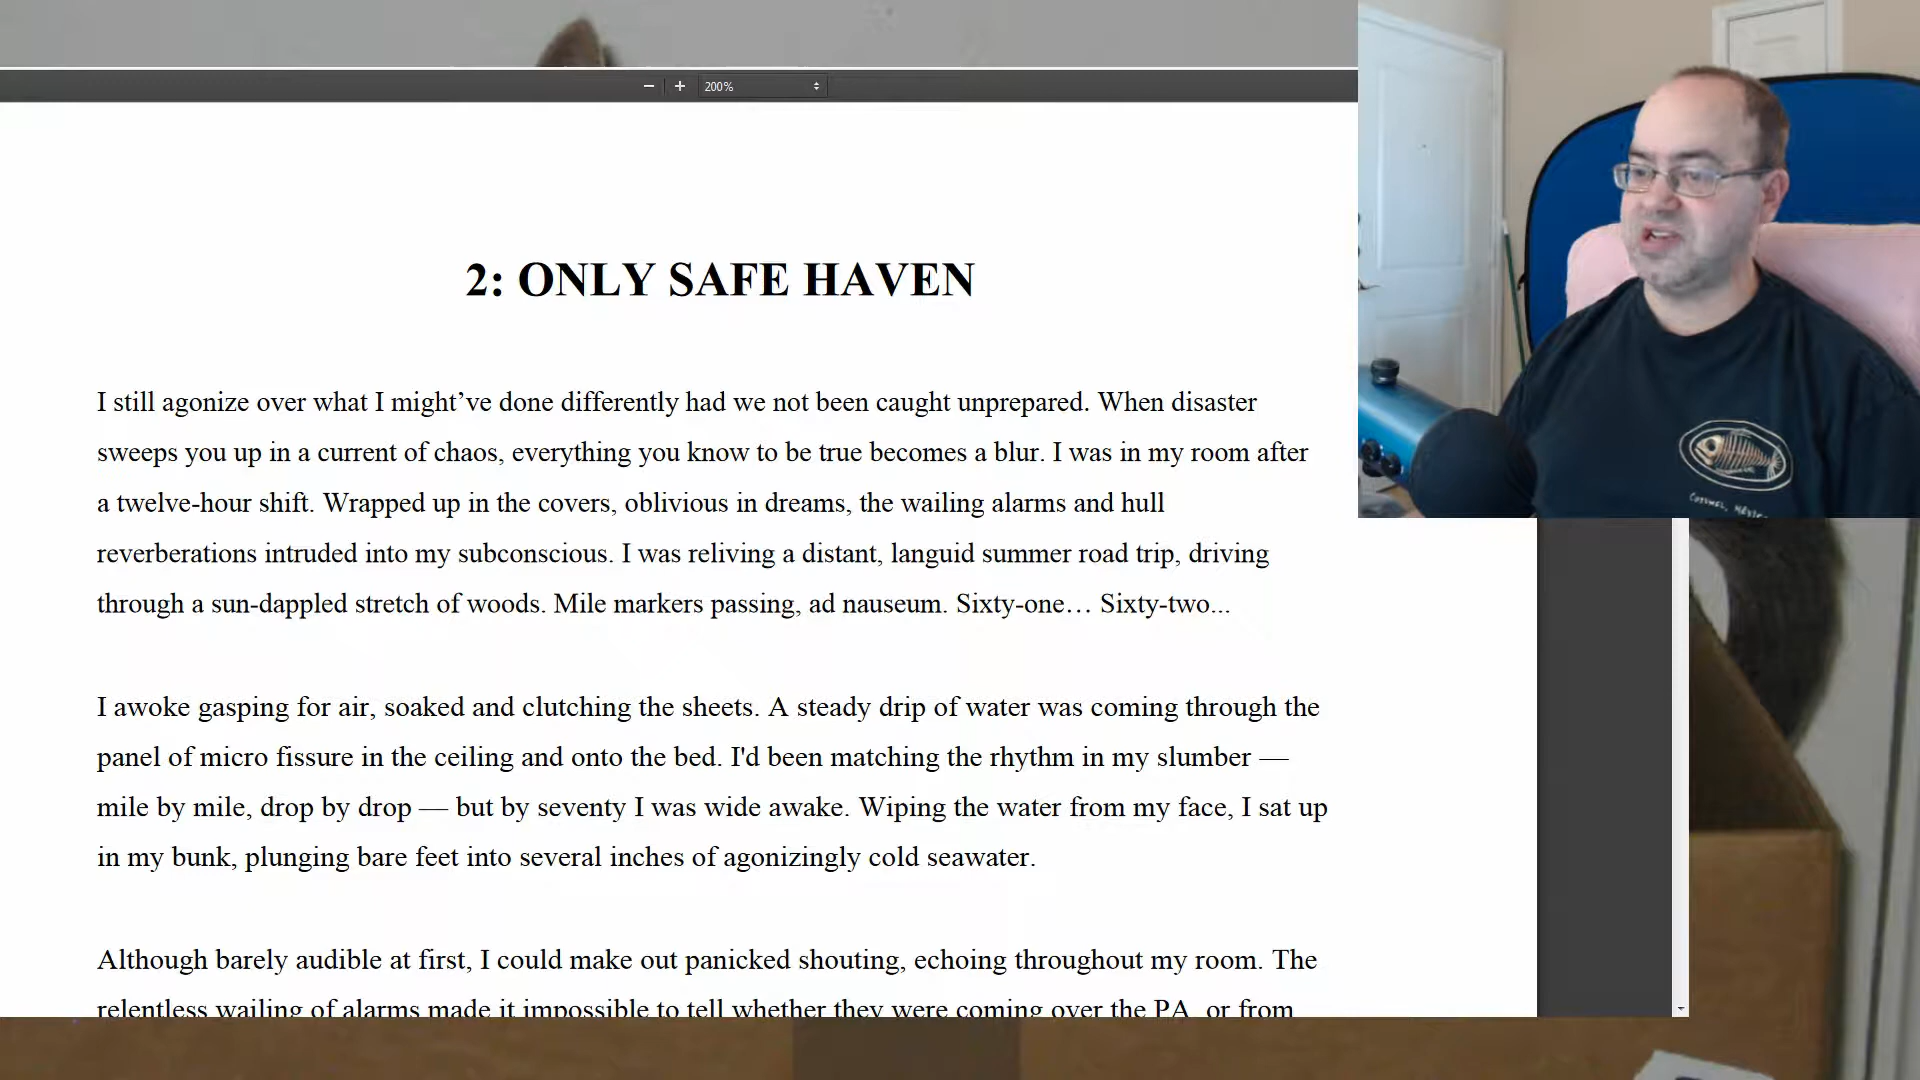 200%
2: ONLY SAFE HAVEN
I still agonize over what I might’ve done differently had we not been caught unprepared. When disaster
sweeps you up in a current of chaos, everything you know to be true becomes a blur. I was in my room after
a twelve-hour shift. Wrapped up in the covers, oblivious in dreams, the wailing alarms and hull
reverberations intruded into my subconscious. I was reliving a distant, languid summer road trip, driving
through a sun-dappled stretch of woods. Mile markers passing, ad nauseum. Sixty-one… Sixty-two...
I awoke gasping for air, soaked and clutching the sheets. A steady drip of water was coming through the
panel of micro fissure in the ceiling and onto the bed. I'd been matching the rhythm in my slumber —
mile by mile, drop by drop — but by seventy I was wide awake. Wiping the water from my face, I sat up
in my bunk, plunging bare feet into several inches of agonizingly cold seawater.
Although barely audible at first, I could make out panicked shouting, echoing throughout my room. The
relentless wailing of alarms made it impossible to tell whether they were coming over the PA, or from